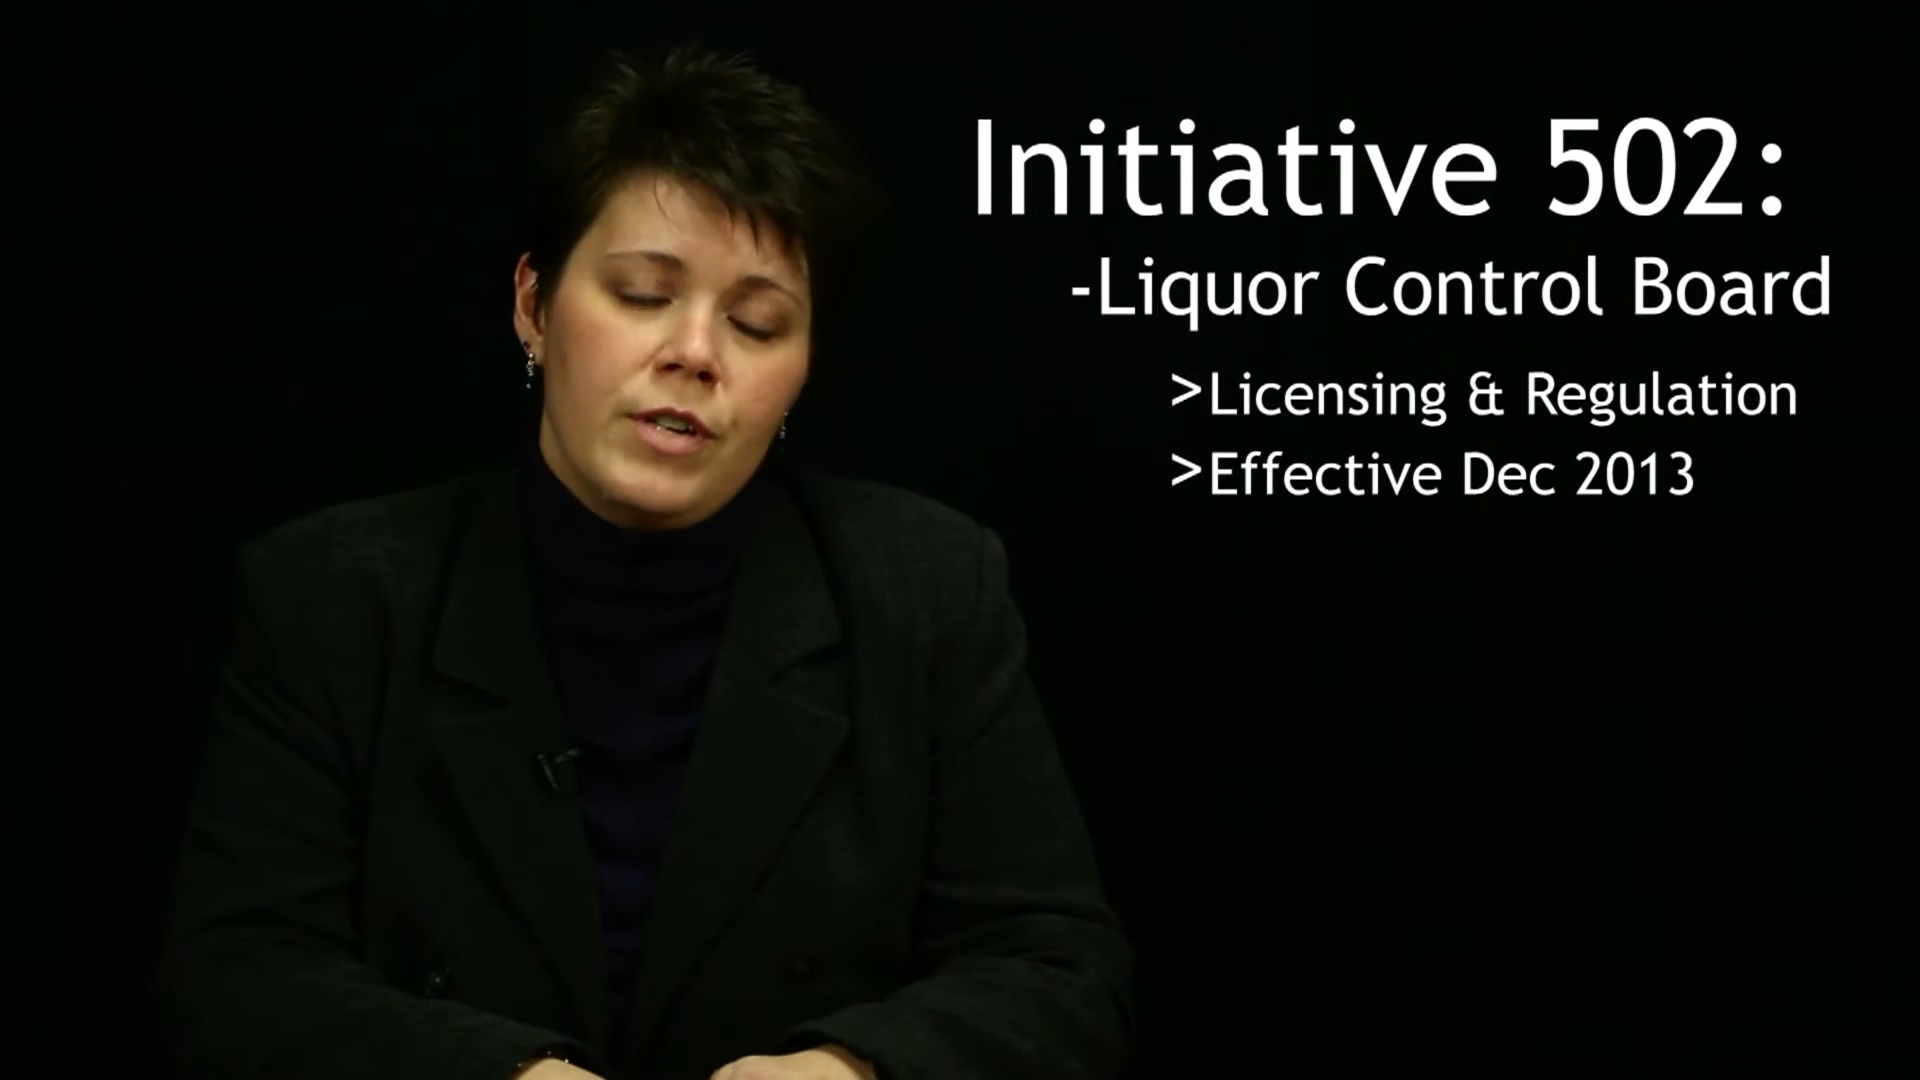 Initiative 502:
-Liquor Control Board
>Licensing & Regulation
>Effective Dec 2013